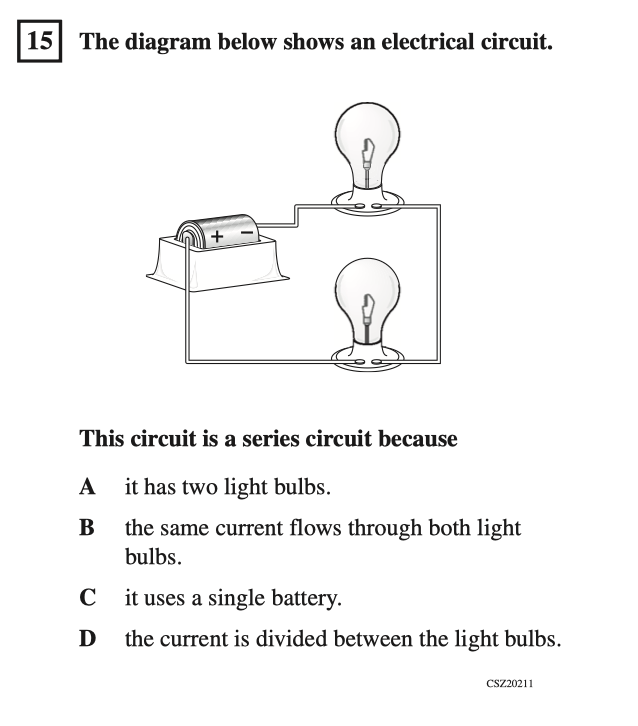 15 The diagram below shows an electrical circuit.
+ −
This circuit is a series circuit because
A it has two light bulbs.
B the same current flows through both light
bulbs.
C it uses a single battery.
D the current is divided between the light bulbs.
CSZ20211